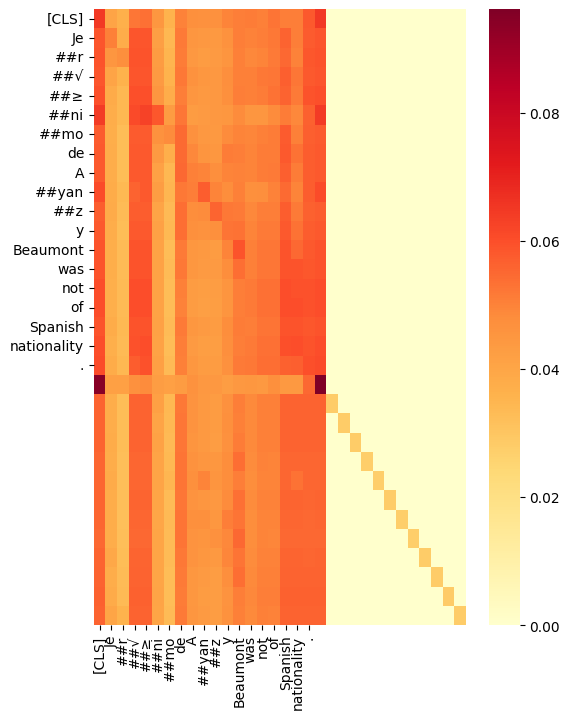 [CLS]
Je
##r
##√
##≥
##ni
##mo
de
A
##yan
##z
y
Beaumont
was
not
of
Spanish
nationality
.
0.08
0.06
0.04
0.02
0.00
[CLS]
Je
##r
##√
##≥
##ni
##mo
de
A
##yan
##z
y
Beaumont
was
not
of
Spanish
nationality
.